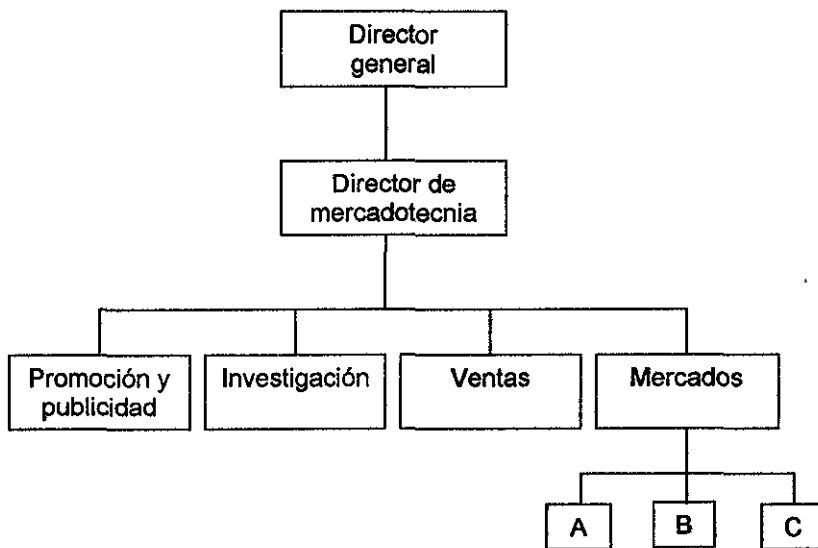 Director
general
Director de
mercadotecnia
Promoción y
publicidad
Investigación
Ventas
Mercados
A
B
C